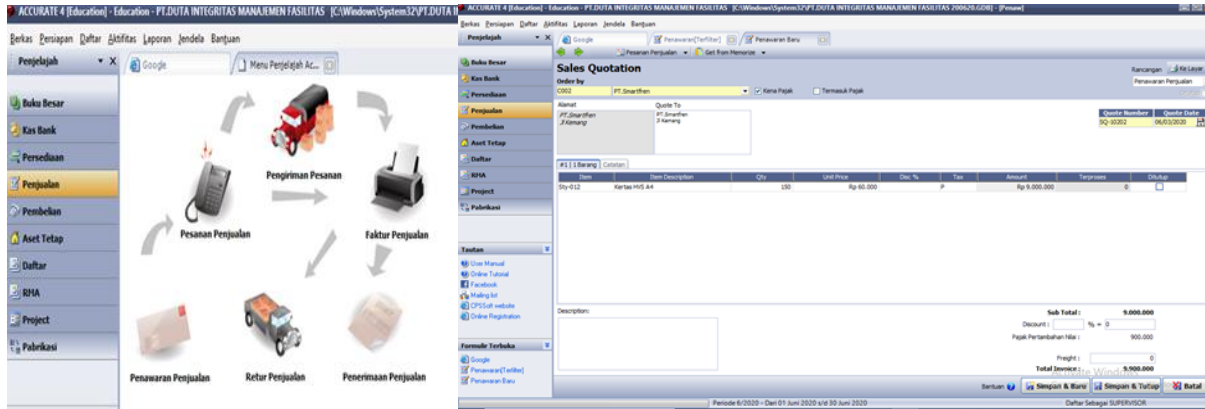 ACCURATE 4 [Education] - Education - PT.DUTA INTEGRITAS MANAJEMEN FASILITAS [C:\Windows\System32\PT.DUTA I
Berkas Persiapan Daftar Aktifitas Laporan Jendela Bantuan
Penjelajah
Google
Menu Penjelajah Ac...
Buku Besar
Kas Bank
Persediaan
Penjualan
Pembelian
Aset Tetap
Daftar
RMA
Project
Pabrikasi
Pengiriman Pesanan
Pesanan Penjualan
Faktur Penjualan
Penawaran Penjualan
Retur Penjualan
Penerimaan Penjualan
ACCURATE 4 [Education] - Education - PT.DUTA INTEGRITAS MANAJEMEN FASILITAS [C:\Windows\System32\PT.DUTA INTEGRITAS MANAJEMEN FASILITAS 200620.GDB] - [Penaw]
Berkas Persiapan Daftar Aktifitas Laporan Jendela Bantuan
Penjelajah
Google
Penawaran[Terfilter]
Penawaran Baru
Pesanan Penjualan
Get from Memorize
Buku Besar
Kas Bank
Persediaan
Penjualan
Pembelian
Aset Tetap
Daftar
RMA
Project
Pabrikasi
Tautan
User Manual
Online Tutorial
Facebook
Mailing list
CPSSoft website
Online Registration
Formulir Terbuka
Google
Penawaran[Terfilter]
Penawaran Baru
Sales Quotation
Rancangan
Ke Layar
Order by
Penawaran Penjualan
C002 PT.Smartfren
Kena Pajak
Termasuk Pajak
Alamat
Quote To
PT.Smartfren
Jl Kemang
PT.Smartfren
Jl Kemang
Quote Number Quote Date
SQ-10202 06/03/2020
#1 | 1 Barang Catatan
Item Item Description Qty Unit Price Disc % Tax Amount Terproses Ditutup
Sty-012 Kertas HVS A4 150 Rp 60.000 P Rp 9.000.000 0
Description:
Sub Total : 9.000.000
Discount : % = 0
Pajak Pertambahan Nilai : 900.000
Freight : 0
Total Invoice : 9.900.000
Activate Windows
Bantuan
Simpan & Baru
Simpan & Tutup
Batal
Periode 6/2020 - Dari 01 Juni 2020 s/d 30 Juni 2020
Daftar Sebagai SUPERVISOR